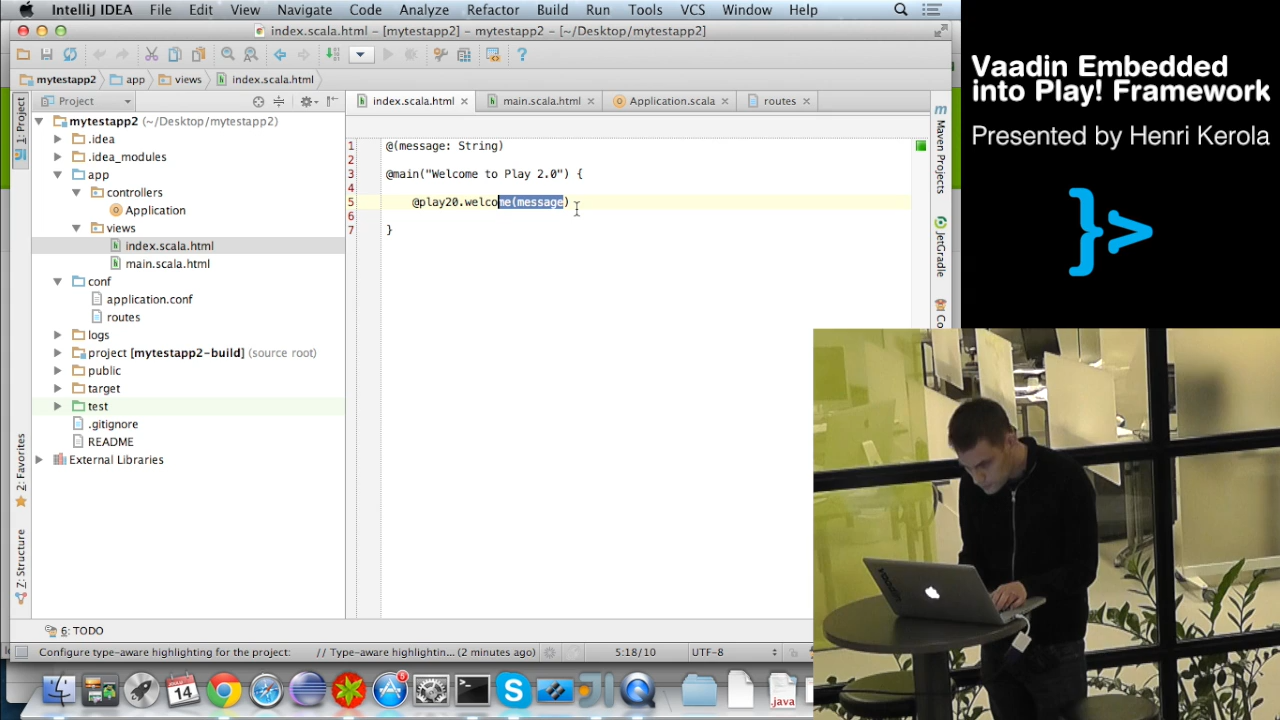 IntelliJ IDEA File Edit View Navigate Code Analyze Refactor Build Run Tools VCS Window Help
index.scala.html – [mytestapp2] – mytestapp2 – [~/Desktop/mytestapp2]
mytestapp2 app views index.scala.html
Project
index.scala.html main.scala.html Application.scala routes
1: Project
mytestapp2 (~/Desktop/mytestapp2)
.idea
.idea_modules
app
controllers
Application
views
index.scala.html
main.scala.html
conf
application.conf
routes
logs
project [mytestapp2-build] (source root)
public
target
test
.gitignore
README
External Libraries
2: Favorites
Z: Structure
1 @(message: String)
2
3 @main("Welcome to Play 2.0") {
4
5 @play20.welcome(message)
6
7 }
Maven Projects
JetGradle
6: TODO
Configure type-aware highlighting for the project: // Type-aware highlightin... (2 minutes ago) 5:18/10 UTF-8
JUL
14
8
.java
Vaadin Embedded
into Play! Framework
Presented by Henri Kerola
}>